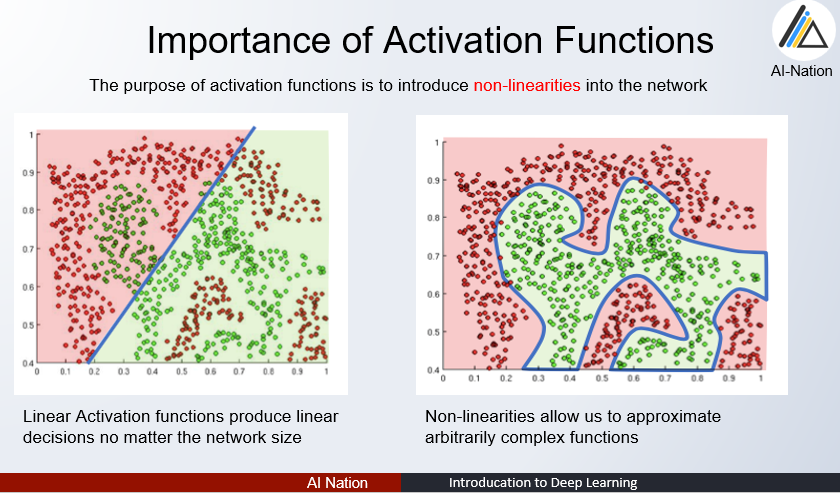 Importance of Activation Functions
AI-Nation
The purpose of activation functions is to introduce non-linearities into the network
1
0.9
0.8
0.7
0.6
0.5
0.4
0 0.1 0.2 0.3 0.4 0.5 0.6 0.7 0.8 0.9 1
1
0.9
0.8
0.7
0.6
0.5
0.4
0 0.1 0.2 0.3 0.4 0.5 0.6 0.7 0.8 0.9 1
Linear Activation functions produce linear
decisions no matter the network size
Non-linearities allow us to approximate
arbitrarily complex functions
AI Nation
Introducation to Deep Learning